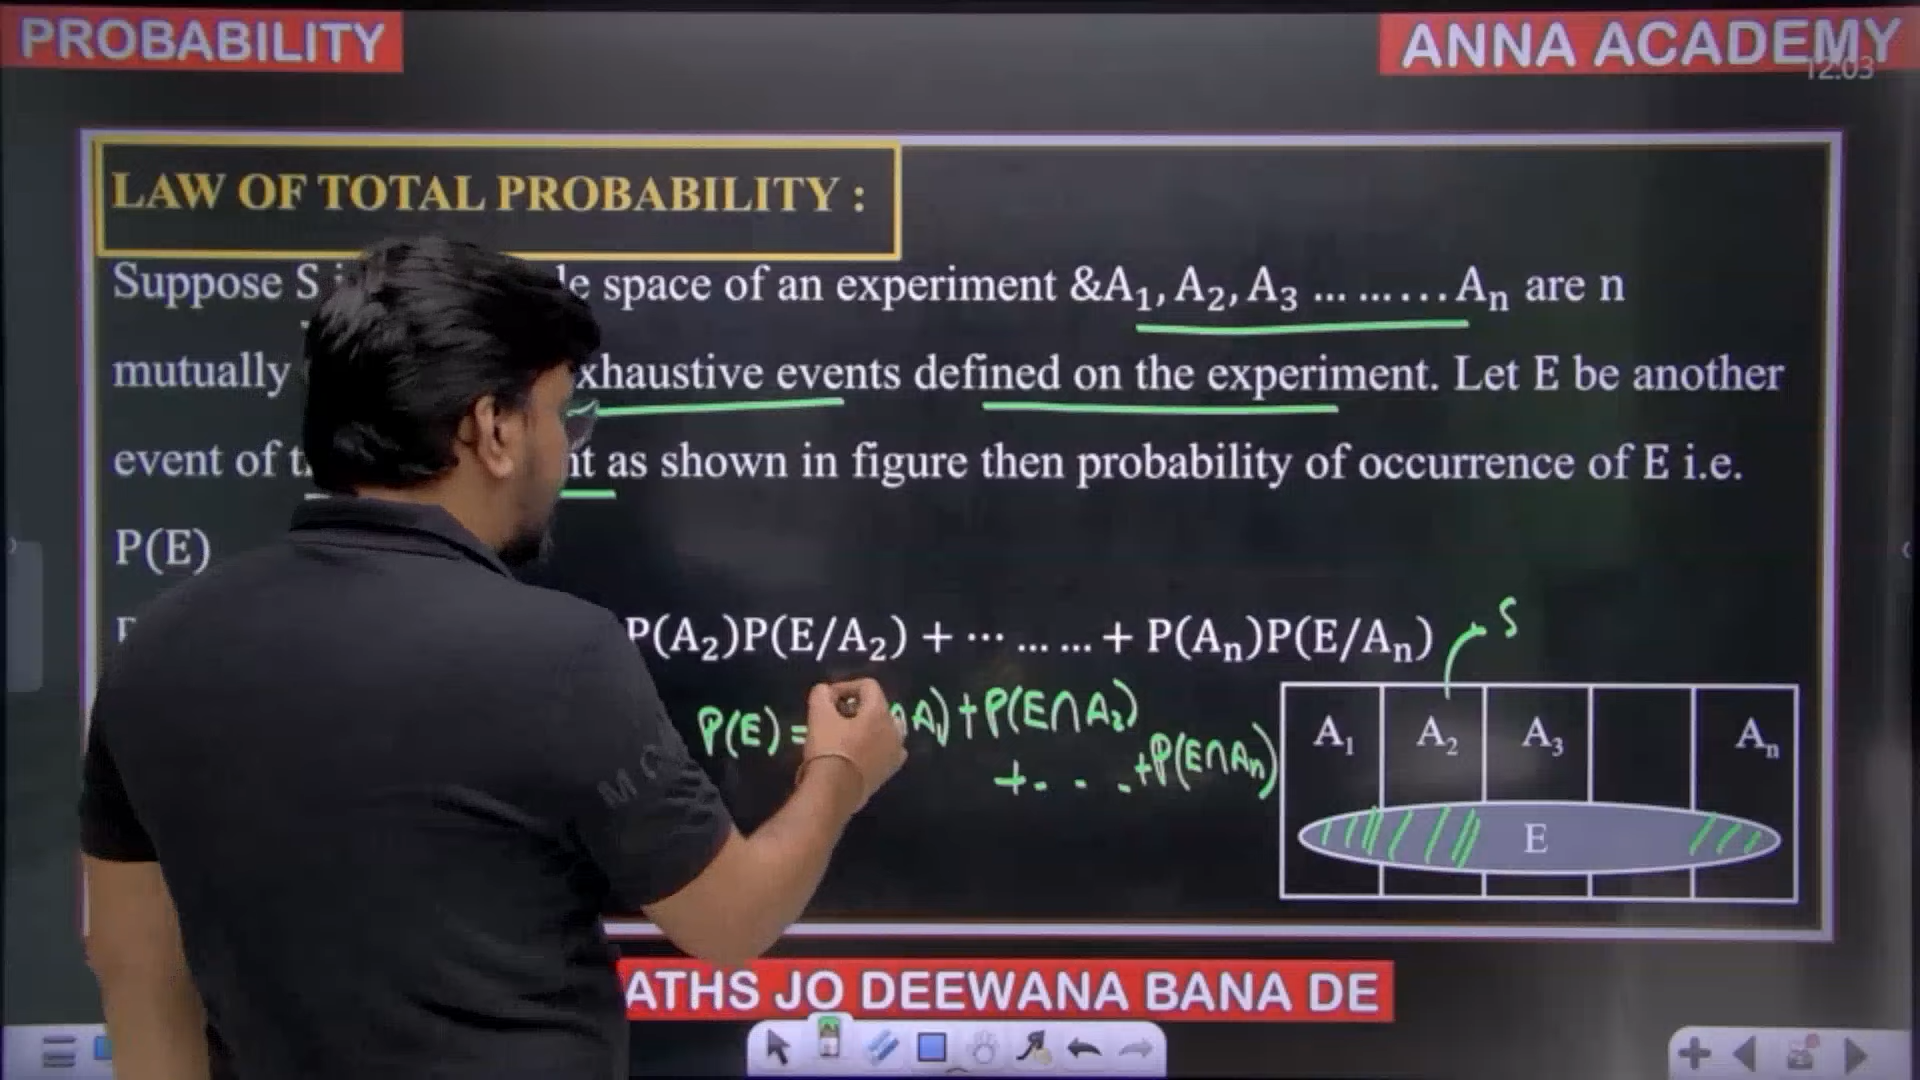 PROBABILITY
ANNA ACADEMY
12:03
LAW OF TOTAL PROBABILITY :
Suppose S space of an experiment &A₁, A₂, A₃ ... ... ... Aₙ are n
mutually xhaustive events defined on the experiment. Let E be another
event of nt as shown in figure then probability of occurrence of E i.e.
P(E)
P(A₂)P(E/A₂) + ⋯ ... ... + P(Aₙ)P(E/Aₙ)
S
P(E) = ∩A₁)+P(E∩A₂)
+ . . . +P(E∩Aₙ)
A₁ A₂ A₃ Aₙ
E
ATHS JO DEEWANA BANA DE